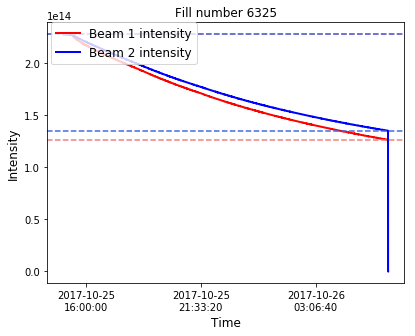 Fill number 6325
1e14
Beam 1 intensity
Beam 2 intensity
2.0
1.5
1.0
0.5
0.0
Intensity
2017-10-25
16:00:00
2017-10-25
21:33:20
2017-10-26
03:06:40
Time